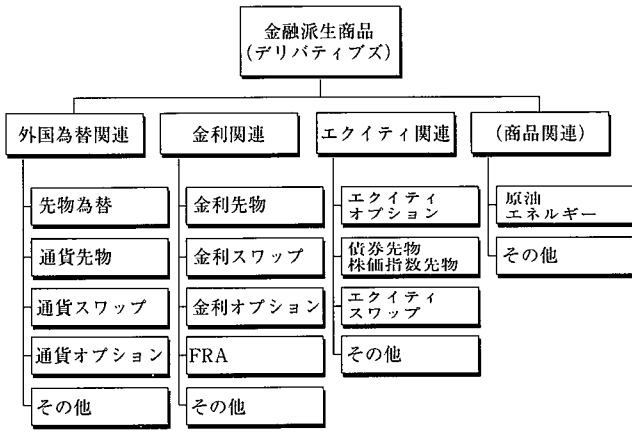 金融派生商品
(デリバティブズ)
外国為替関連
金利関連
エクイティ関連
(商品関連)
先物為替
通貨先物
通貨スワップ
通貨オプション
その他
金利先物
金利スワップ
金利オプション
FRA
その他
エクイティ
オプション
債券先物
株価指数先物
エクイティ
スワップ
その他
原油
エネルギー
その他